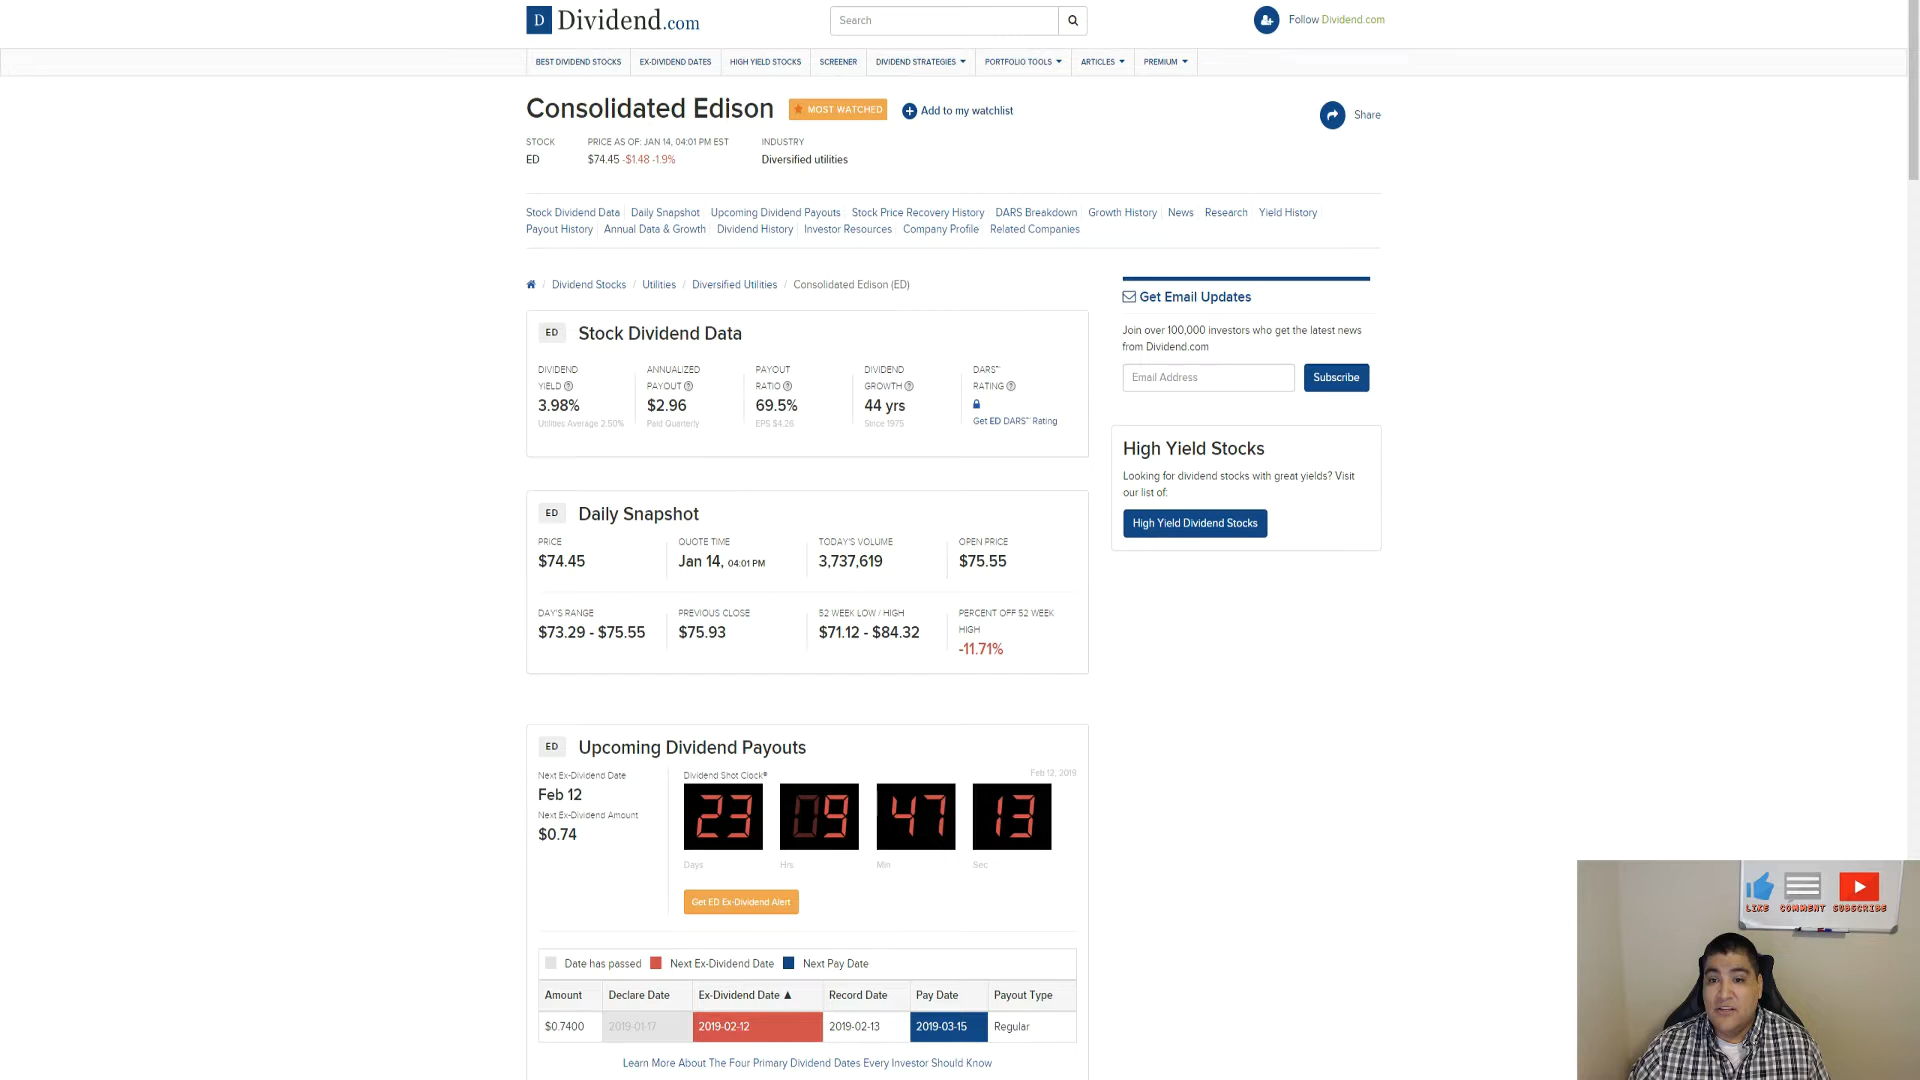 D Dividend.com
Search
Follow Dividend.com
BEST DIVIDEND STOCKS EX-DIVIDEND DATES HIGH YIELD STOCKS SCREENER DIVIDEND STRATEGIES PORTFOLIO TOOLS ARTICLES PREMIUM
Consolidated Edison MOST WATCHED Add to my watchlist
Share
STOCK PRICE AS OF: JAN 14, 04:01 PM EST INDUSTRY
ED $74.45 -$1.48 -1.9% Diversified utilities
Stock Dividend Data Daily Snapshot Upcoming Dividend Payouts Stock Price Recovery History DARS Breakdown Growth History News Research Yield History
Payout History Annual Data & Growth Dividend History Investor Resources Company Profile Related Companies
/ Dividend Stocks / Utilities / Diversified Utilities / Consolidated Edison (ED)
ED Stock Dividend Data
DIVIDEND YIELD ANNUALIZED PAYOUT PAYOUT RATIO DIVIDEND GROWTH DARS™ RATING
3.98% $2.96 69.5% 44 yrs
Utilities Average 2.50% Paid Quarterly EPS $4.26 Since 1975 Get ED DARS™ Rating
ED Daily Snapshot
PRICE QUOTE TIME TODAY'S VOLUME OPEN PRICE
$74.45 Jan 14, 04:01 PM 3,737,619 $75.55
DAY'S RANGE PREVIOUS CLOSE 52 WEEK LOW / HIGH PERCENT OFF 52 WEEK HIGH
$73.29 - $75.55 $75.93 $71.12 - $84.32 -11.71%
ED Upcoming Dividend Payouts
Next Ex-Dividend Date
Feb 12
Next Ex-Dividend Amount
$0.74
Dividend Shot Clock® Feb 12, 2019
23 09 47 13
Days Hrs Min Sec
Get ED Ex-Dividend Alert
Date has passed Next Ex-Dividend Date Next Pay Date
Amount Declare Date Ex-Dividend Date ▲ Record Date Pay Date Payout Type
$0.7400 2019-01-17 2019-02-12 2019-02-13 2019-03-15 Regular
Learn More About The Four Primary Dividend Dates Every Investor Should Know
Get Email Updates
Join over 100,000 investors who get the latest news
from Dividend.com
Email Address Subscribe
High Yield Stocks
Looking for dividend stocks with great yields? Visit
our list of:
High Yield Dividend Stocks
LIKE COMMENT SUBSCRIBE